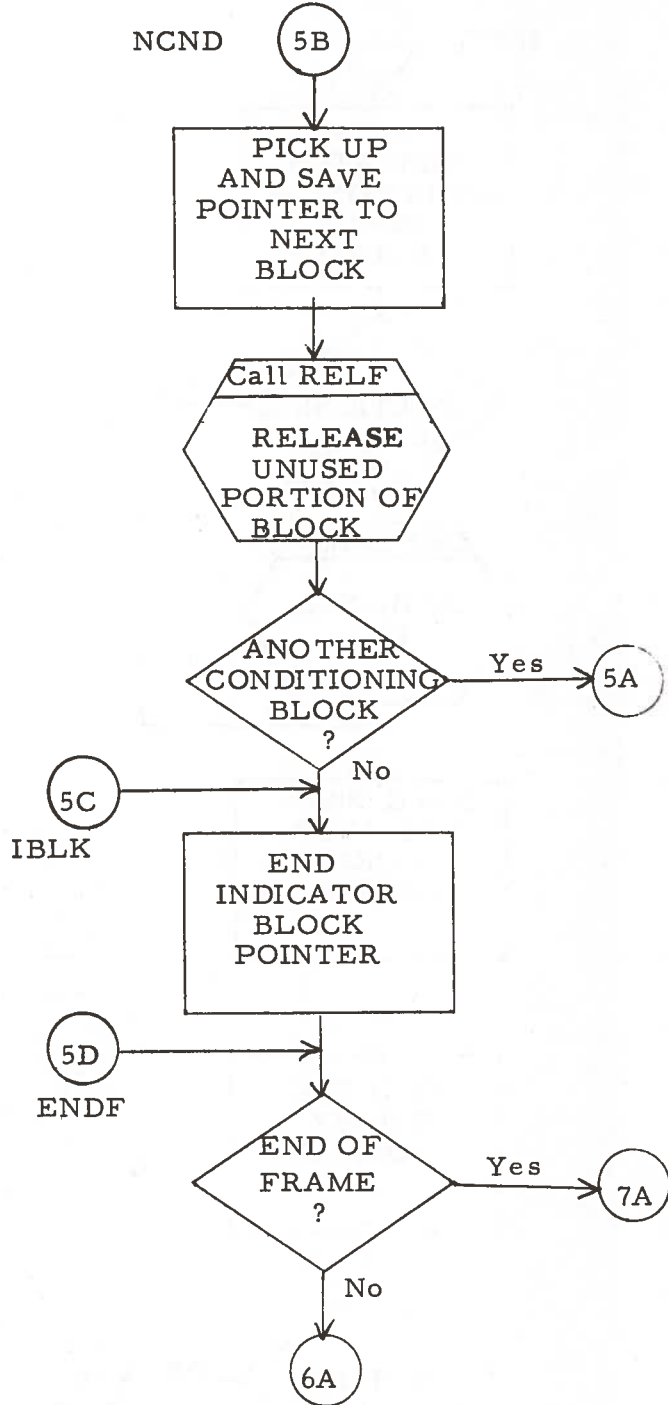 NCND 5B
PICK UP
AND SAVE
POINTER TO
NEXT
BLOCK
Call RELF
RELEASE
UNUSED
PORTION OF
BLOCK
ANOTHER
CONDITIONING
BLOCK
?
Yes
5A
No
5C
IBLK
END
INDICATOR
BLOCK
POINTER
5D
ENDF
END OF
FRAME
?
Yes
7A
No
6A